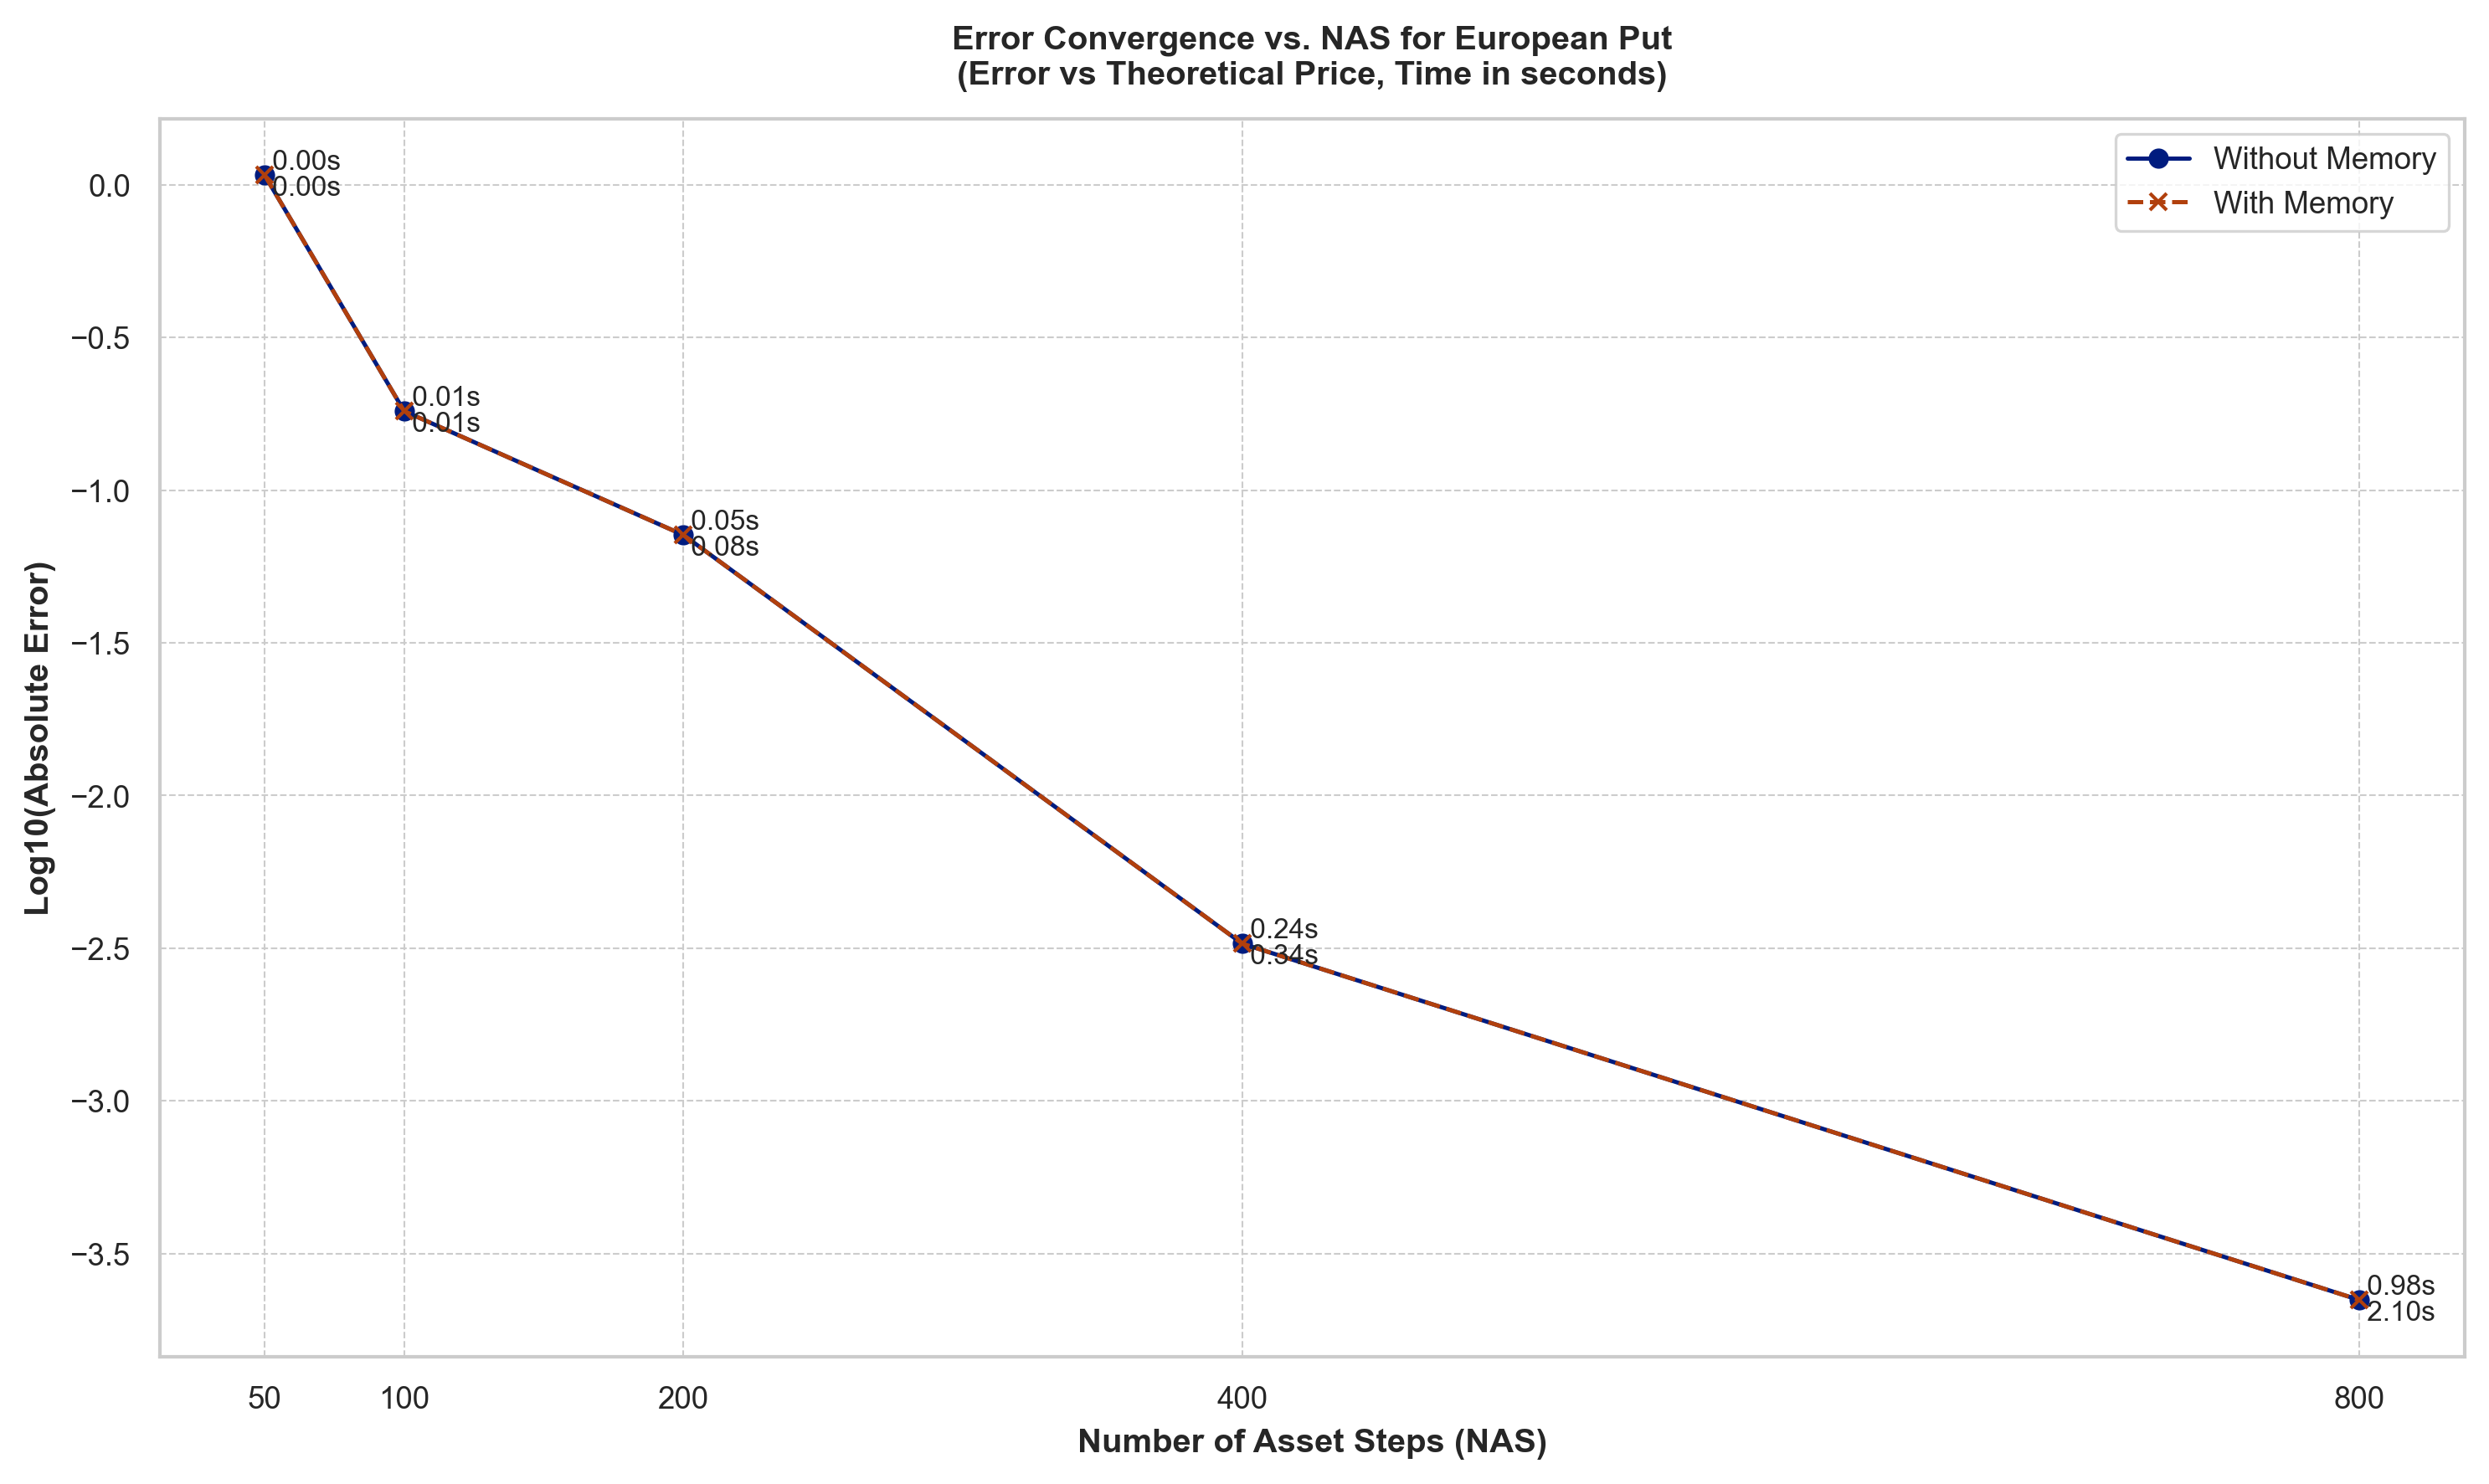 Error Convergence vs. NAS for European Put
(Error vs Theoretical Price, Time in seconds)
Without Memory
With Memory
Log10(Absolute Error)
0.0
−0.5
−1.0
−1.5
−2.0
−2.5
−3.0
−3.5
0.00s
0.00s
0.01s
0.01s
0.05s
0.08s
0.24s
0.34s
0.98s
2.10s
50
100
200
400
800
Number of Asset Steps (NAS)